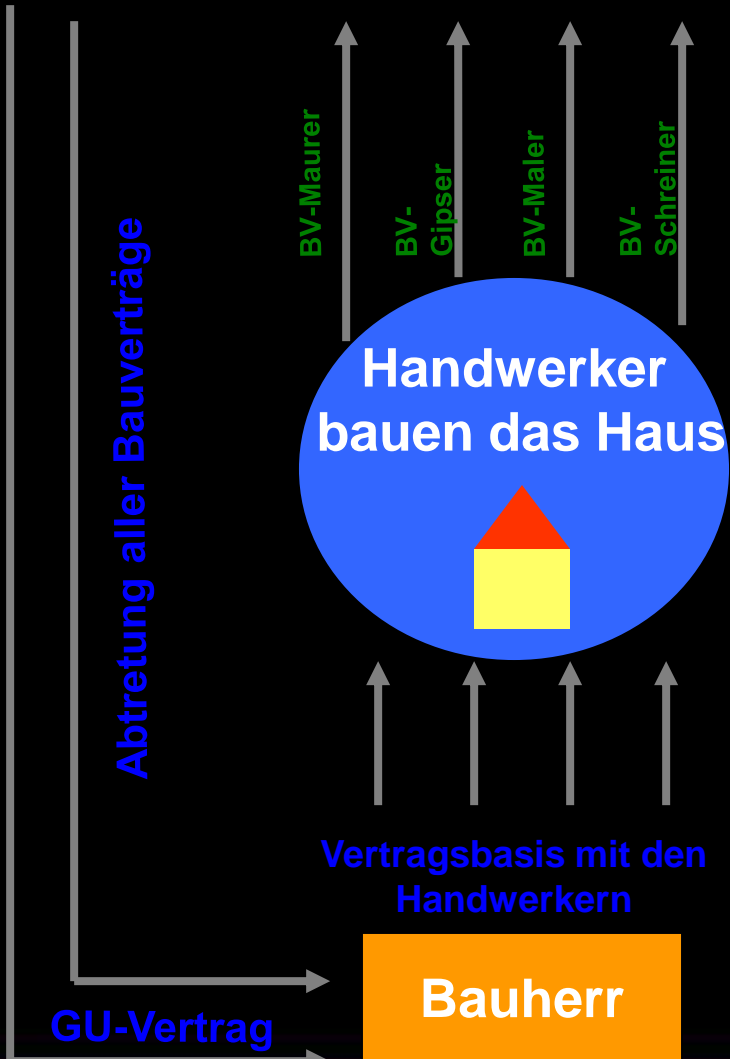 BV-Maurer
BV-
Gipser
BV-Maler
BV-
Schreiner
Abtretung aller Bauverträge
Handwerker
bauen das Haus
Vertragsbasis mit den
Handwerkern
Bauherr
GU-Vertrag